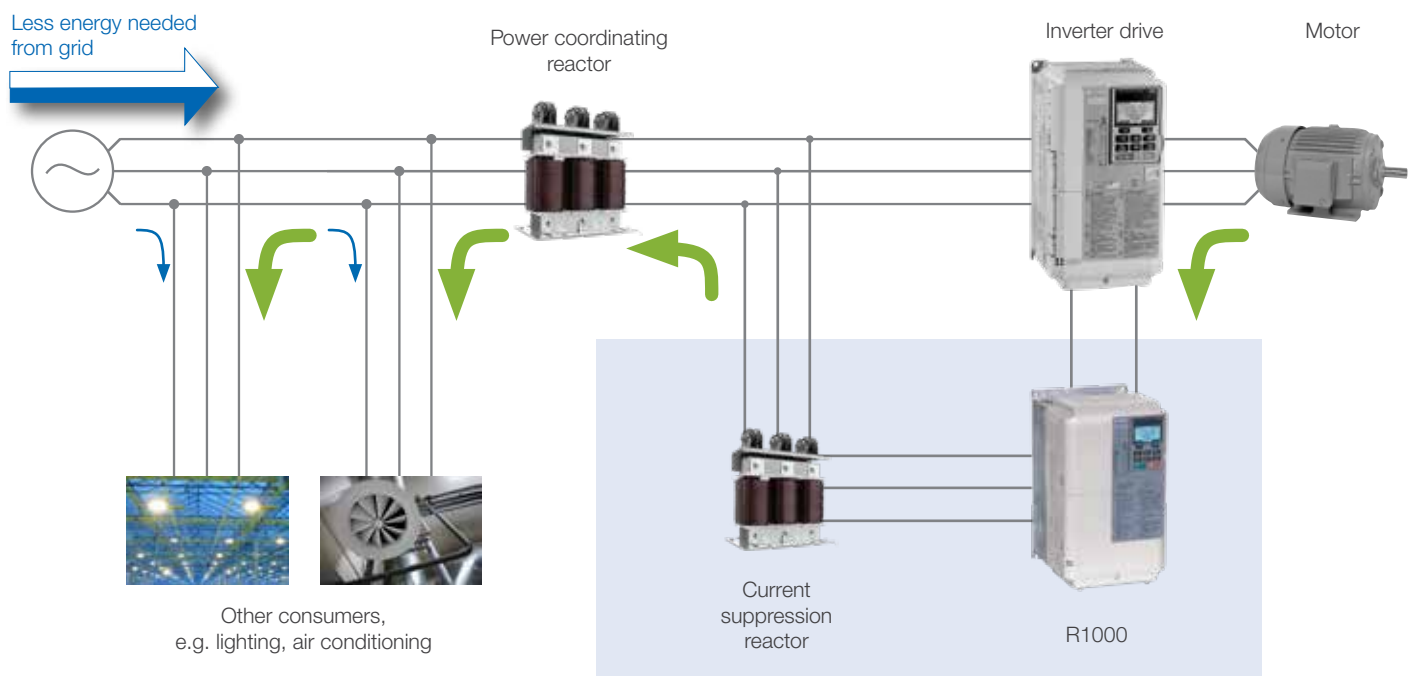 Less energy needed
from grid
Power coordinating
reactor
Inverter drive
Motor
Other consumers,
e.g. lighting, air conditioning
Current
suppression
reactor
R1000